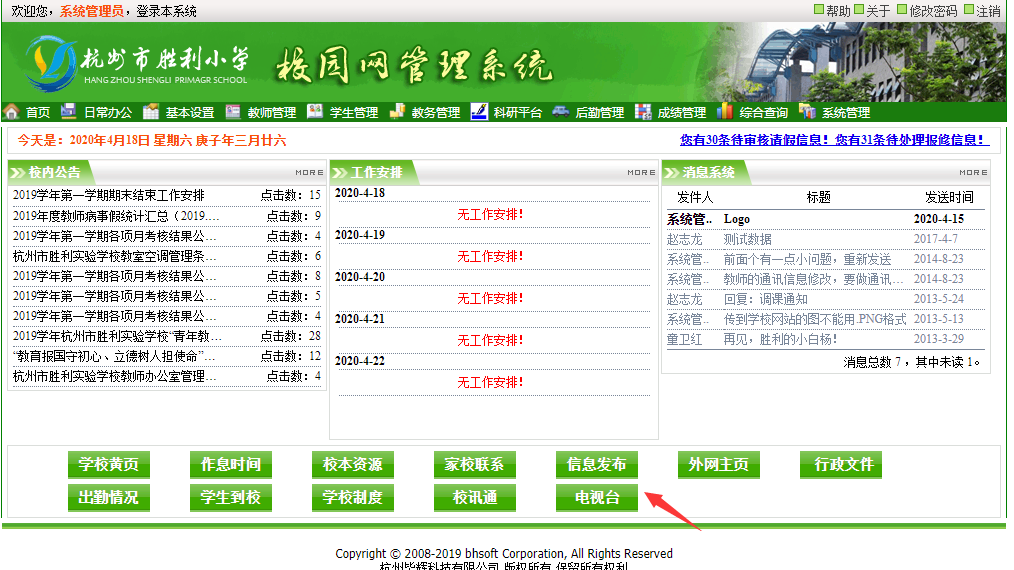 欢迎您，系统管理员，登录本系统
帮助 关于 修改密码 注销
杭州市胜利小学
HANG ZHOU SHENGLI PRIMAGR SCHOOL
校园网管理系统
首页 日常办公 基本设置 教师管理 学生管理 教务管理 科研平台 后勤管理 成绩管理 综合查询 系统管理
今天是：2020年4月18日 星期六 庚子年三月廿六
您有30条待审核请假信息！您有31条待处理报修信息！
校内公告 MORE
2019学年第一学期期末结束工作安排 点击数：15
2019年度教师病事假统计汇总（2019.... 点击数：9
2019学年第一学期各项月考核结果公... 点击数：4
杭州市胜利实验学校教室空调管理条... 点击数：6
2019学年第一学期各项月考核结果公... 点击数：8
2019学年第一学期各项月考核结果公... 点击数：5
2019学年第一学期各项月考核结果公... 点击数：4
2019学年杭州市胜利实验学校“青年教... 点击数：28
“教育报国守初心、立德树人担使命”... 点击数：12
杭州市胜利实验学校教师办公室管理... 点击数：4
工作安排 MORE
2020-4-18
无工作安排！
2020-4-19
无工作安排！
2020-4-20
无工作安排！
2020-4-21
无工作安排！
2020-4-22
无工作安排！
消息系统 MORE
发件人 标题 发送时间
系统管.. Logo 2020-4-15
赵志龙 测试数据 2017-4-7
系统管.. 前面个有一点小问题，重新发送 2014-8-23
系统管.. 教师的通讯信息修改，要做通讯... 2014-8-23
赵志龙 回复：调课通知 2013-5-24
系统管.. 传到学校网站的图不能用.PNG格式 2013-5-13
童卫红 再见，胜利的小白杨！ 2013-3-29
消息总数 7 ，其中未读 1。
学校黄页 作息时间 校本资源 家校联系 信息发布 外网主页 行政文件
出勤情况 学生到校 学校制度 校讯通 电视台
Copyright © 2008-2019 bhsoft Corporation, All Rights Reserved
杭州毕辉科技有限公司 版权所有 保留所有权利